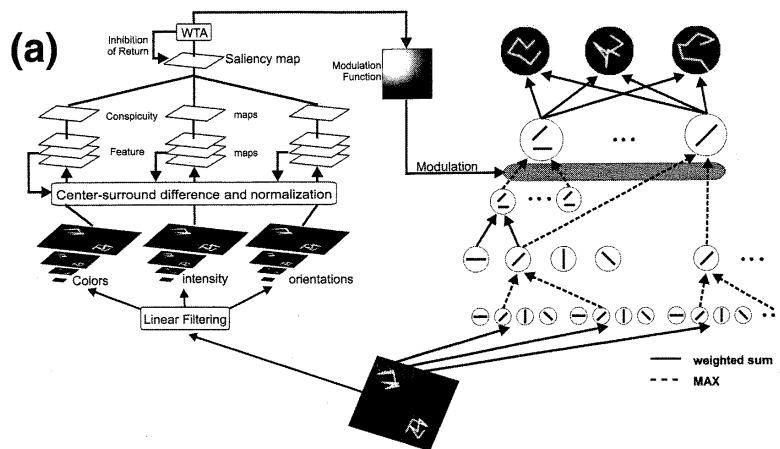 (a)
WTA
Inhibition
of Return
Saliency map
Modulation
Function
Conspicuity
maps
Feature
maps
Modulation
Center-surround difference and normalization
Colors
intensity
orientations
Linear Filtering
weighted sum
MAX